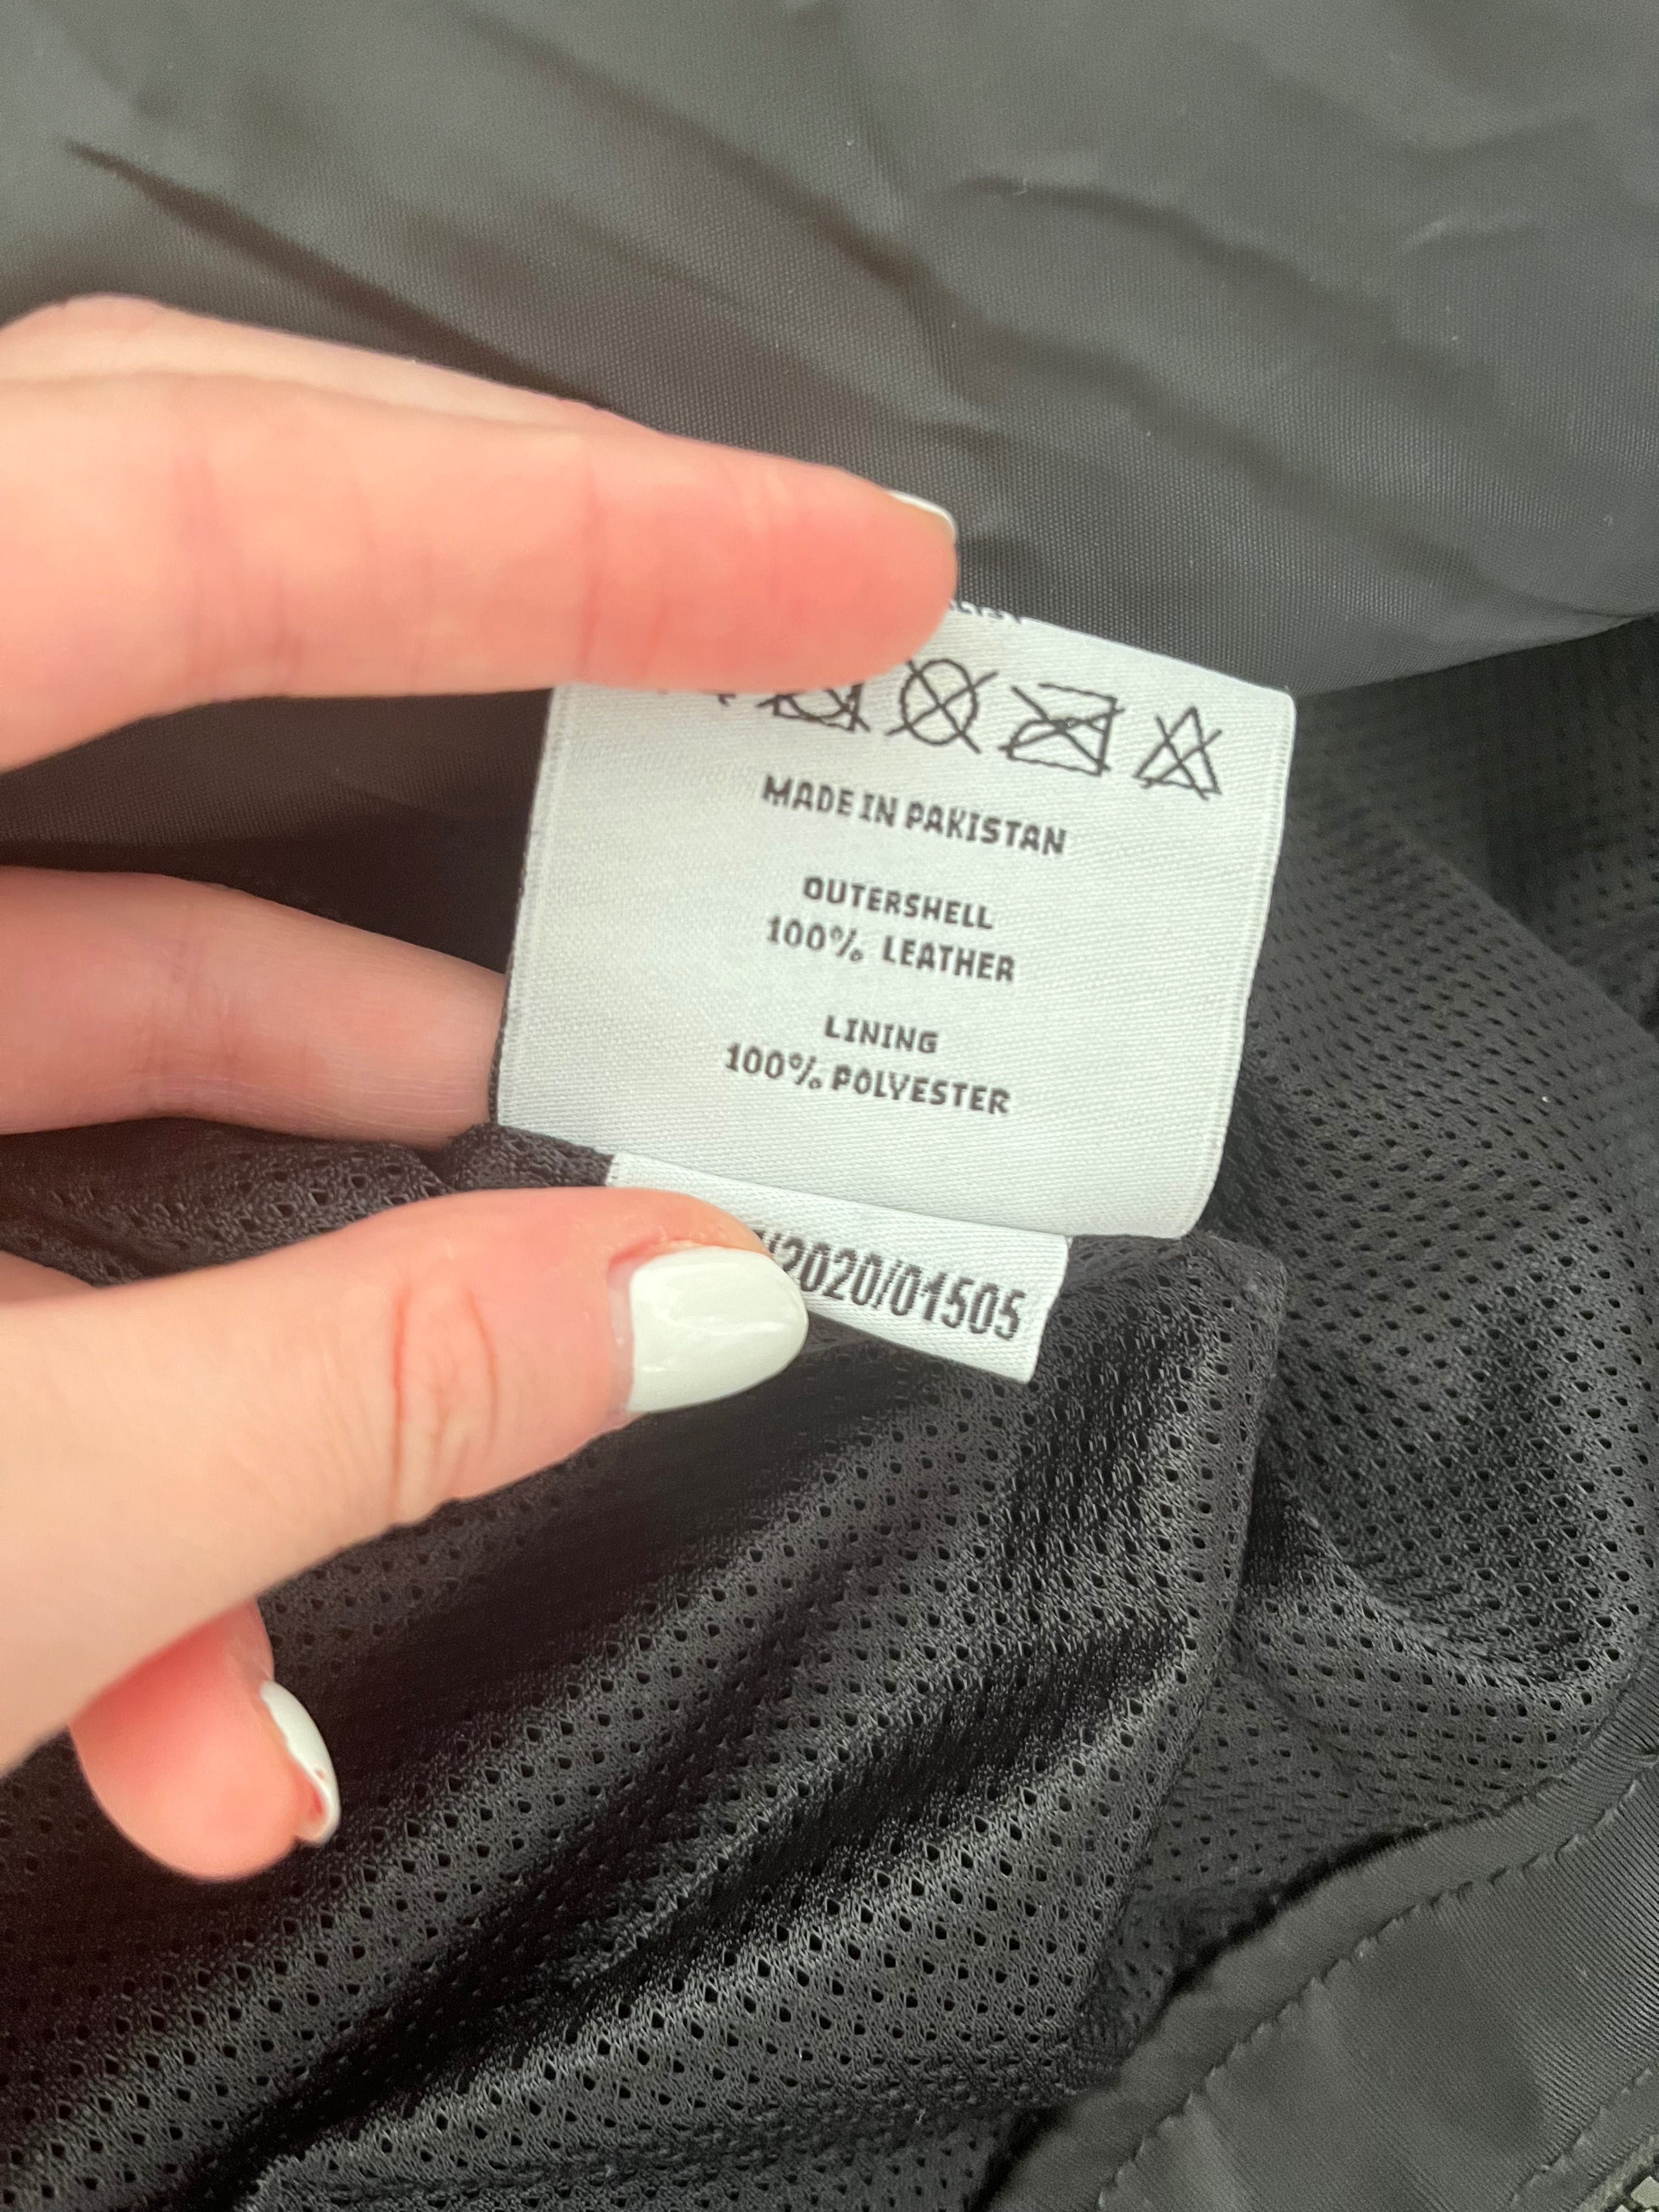 MADE IN PAKISTAN
OUTERSHELL
100% LEATHER
LINING
100% POLYESTER
/2020/01505